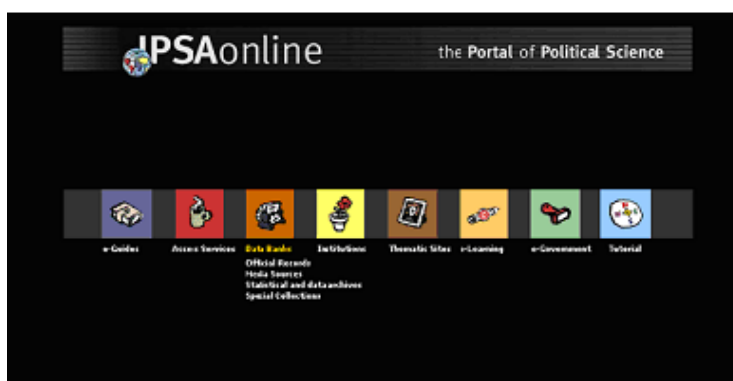 IPSAonline
the Portal of Political Science
e-Guides Access Services Data Banks Institutions Thematic Sites e-Learning e-Government Tutorial
Official Records
Media Sources
Statistical and data archives
Special Collections